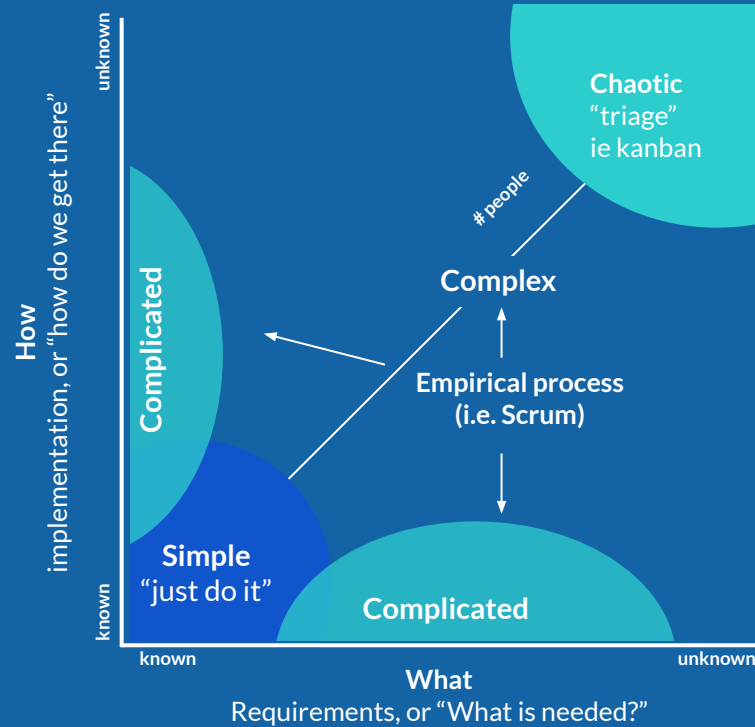 unknown
Chaotic
“triage”
ie kanban
# people
Complex
How
implementation, or “how do we get there”
Complicated
Empirical process
(i.e. Scrum)
Simple
“just do it”
Complicated
known
known
unknown
What
Requirements, or “What is needed?”